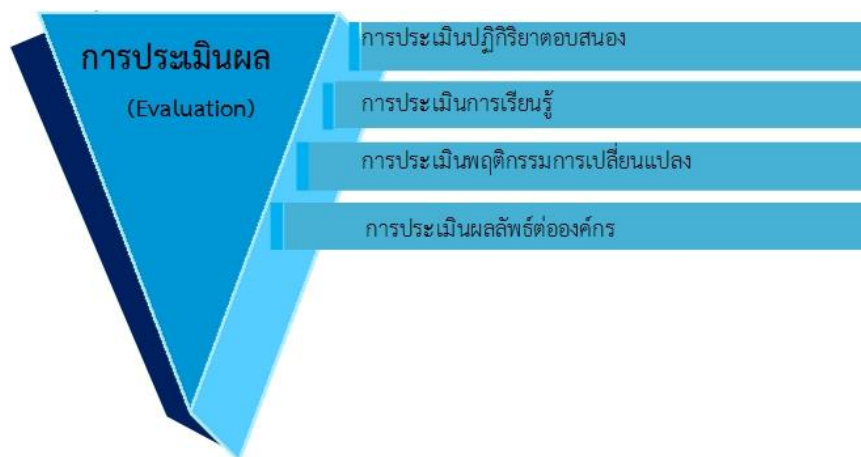 การประเมินผล
(Evaluation)
การประเมินปฏิกิริยาตอบสนอง
การประเมินการเรียนรู้
การประเมินพฤติกรรมการเปลี่ยนแปลง
การประเมินผลลัพธ์ต่อองค์กร